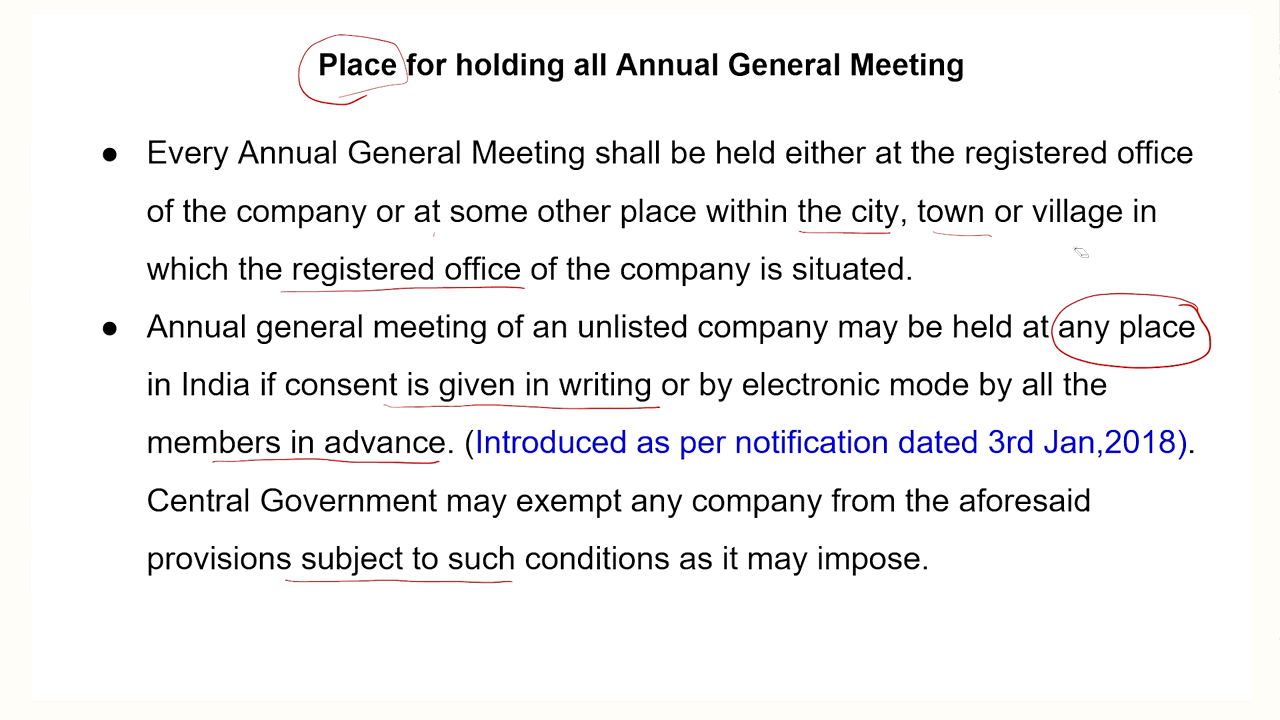 Place for holding all Annual General Meeting
● Every Annual General Meeting shall be held either at the registered office
of the company or at some other place within the city, town or village in
which the registered office of the company is situated.
● Annual general meeting of an unlisted company may be held at any place
in India if consent is given in writing or by electronic mode by all the
members in advance. (Introduced as per notification dated 3rd Jan,2018).
Central Government may exempt any company from the aforesaid
provisions subject to such conditions as it may impose.